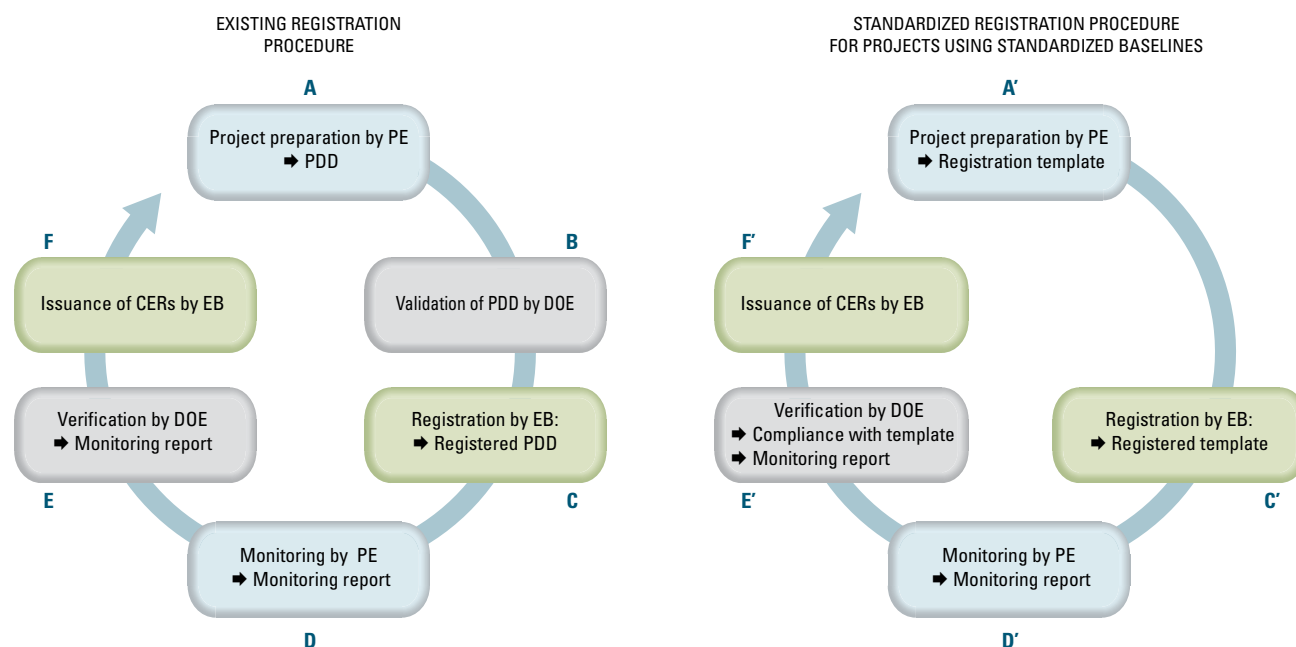 EXISTING REGISTRATION
PROCEDURE
A
Project preparation by PE
➡ PDD
B
Validation of PDD by DOE
Registration by EB:
➡ Registered PDD
C
Monitoring by PE
➡ Monitoring report
D
Verification by DOE
➡ Monitoring report
E
F
Issuance of CERs by EB
STANDARDIZED REGISTRATION PROCEDURE
FOR PROJECTS USING STANDARDIZED BASELINES
A’
Project preparation by PE
➡ Registration template
Registration by EB:
➡ Registered template
C’
Monitoring by PE
➡ Monitoring report
D’
Verification by DOE
➡ Compliance with template
➡ Monitoring report
E’
F’
Issuance of CERs by EB